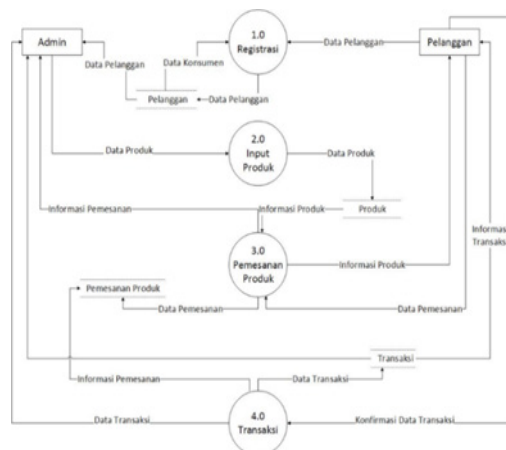 1.0
Registrasi
Admin
Pelanggan
Data Pelanggan
Data Pelanggan
Data Konsumen
Pelanggan
Data Pelanggan
2.0
Input
Produk
Data Produk
Data Produk
Produk
Informasi Pemesanan
Informasi Produk
Informas
Transaks
3.0
Pemesanan
Produk
Informasi Produk
Pemesanan Produk
Data Pemesanan
Data Pemesanan
Transaksi
Informasi Pemesanan
Data Transaksi
4.0
Transaksi
Data Transaksi
Konfirmasi Data Transaksi